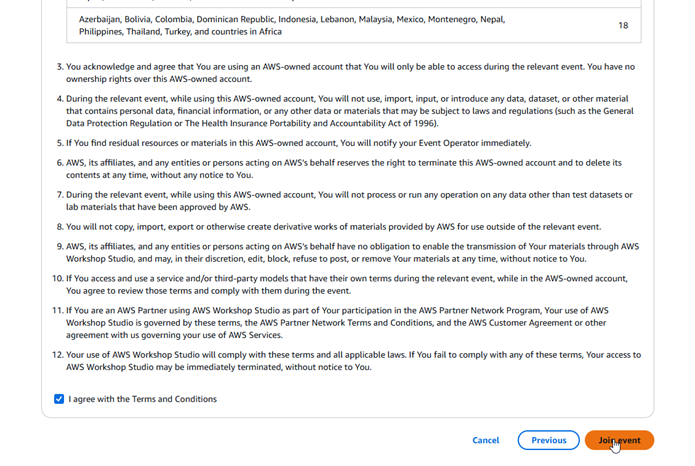 Azerbaijan, Bolivia, Colombia, Dominican Republic, Indonesia, Lebanon, Malaysia, Mexico, Montenegro, Nepal,
Philippines, Thailand, Turkey, and countries in Africa
18
3. You acknowledge and agree that You are using an AWS-owned account that You will only be able to access during the relevant event. You have no
ownership rights over this AWS-owned account.
4. During the relevant event, while using this AWS-owned account, You will not use, import, input, or introduce any data, dataset, or other material
that contains personal data, financial information, or any other data or materials that may be subject to laws and regulations (such as the General
Data Protection Regulation or The Health Insurance Portability and Accountability Act of 1996).
5. If You find residual resources or materials in this AWS-owned account, You will notify your Event Operator immediately.
6. AWS, its affiliates, and any entities or persons acting on AWS's behalf reserves the right to terminate this AWS-owned account and to delete its
contents at any time, without any notice to You.
7. During the relevant event, while using this AWS-owned account, You will not process or run any operation on any data other than test datasets or
lab materials that have been approved by AWS.
8. You will not copy, import, export or otherwise create derivative works of materials provided by AWS for use outside of the relevant event.
9. AWS, its affiliates, and any entities or persons acting on AWS's behalf have no obligation to enable the transmission of Your materials through AWS
Workshop Studio, and may, in their discretion, edit, block, refuse to post, or remove Your materials at any time, without notice to You.
10. If You access and use a service and/or third-party models that have their own terms during the relevant event, while in the AWS-owned account,
You agree to review those terms and comply with them during the event.
11. If You are an AWS Partner using AWS Workshop Studio as part of Your participation in the AWS Partner Network Program, Your use of AWS
Workshop Studio is governed by these terms, the AWS Partner Network Terms and Conditions, and the AWS Customer Agreement or other
agreement with us governing your use of AWS Services.
12. Your use of AWS Workshop Studio will comply with these terms and all applicable laws. If You fail to comply with any of these terms, Your access to
AWS Workshop Studio may be immediately terminated, without notice to You.
I agree with the Terms and Conditions
Cancel
Previous
Join event